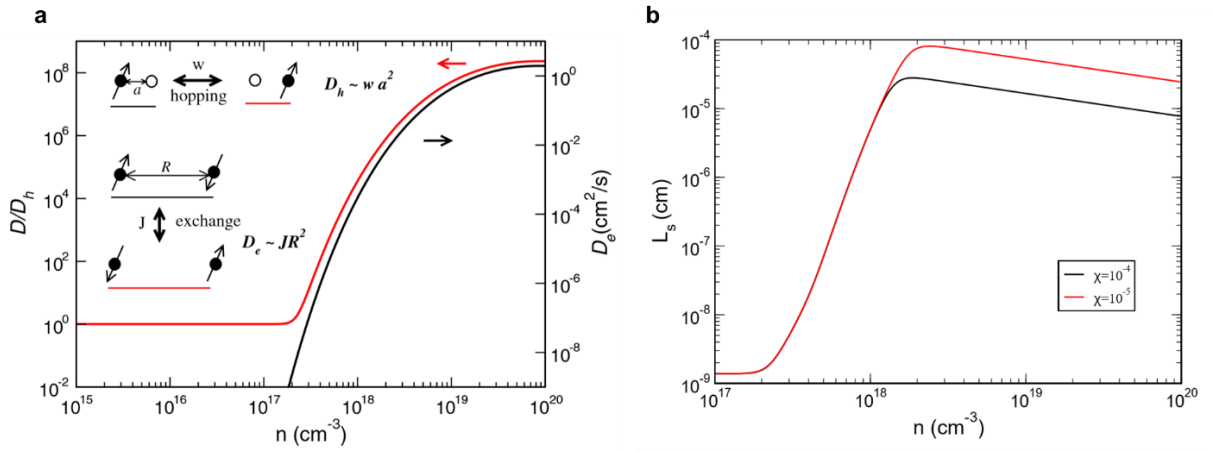 a
b
10^8
10^6
10^4
10^2
10^0
10^-2
D/D_h
w
a
hopping
D_h ~ w a^2
R
J
exchange
D_e ~ JR^2
10^0
10^-2
10^-4
10^-6
10^-8
D_e(cm^2/s)
10^15
10^16
10^17
10^18
10^19
10^20
n (cm^-3)
10^-4
10^-5
10^-6
10^-7
10^-8
10^-9
L_s (cm)
χ=10^-4
χ=10^-5
10^17
10^18
10^19
10^20
n (cm^-3)